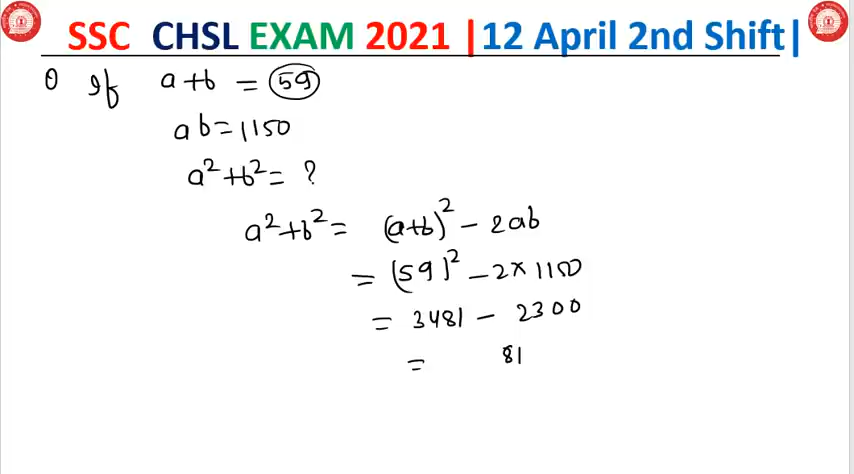 SSC CHSL EXAM 2021 | 12 April 2nd Shift |
Q If a+b = 59
ab = 1150
a²+b² = ?
a²+b² = (a+b)² - 2ab
= (59)² - 2×1150
= 3481 - 2300
= 81